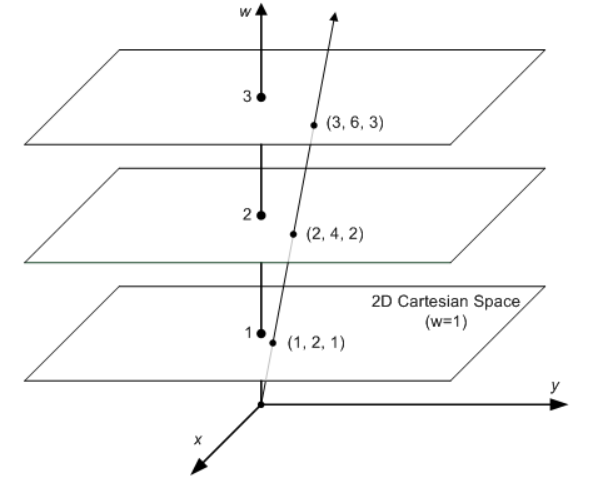 w
3
(3, 6, 3)
2
(2, 4, 2)
2D Cartesian Space
(w=1)
1
(1, 2, 1)
y
x